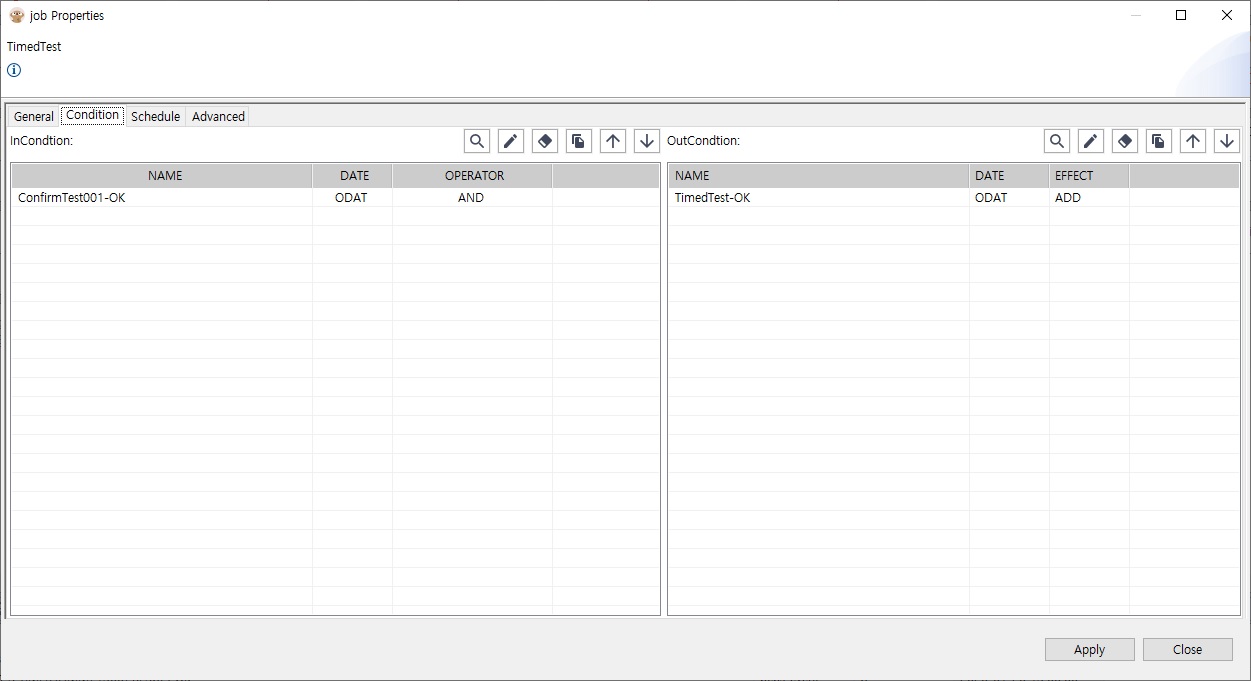 job Properties
TimedTest
General Condition Schedule Advanced
InCondtion:
OutCondition:
NAME DATE OPERATOR
ConfirmTest001-OK ODAT AND
NAME DATE EFFECT
TimedTest-OK ODAT ADD
Apply Close